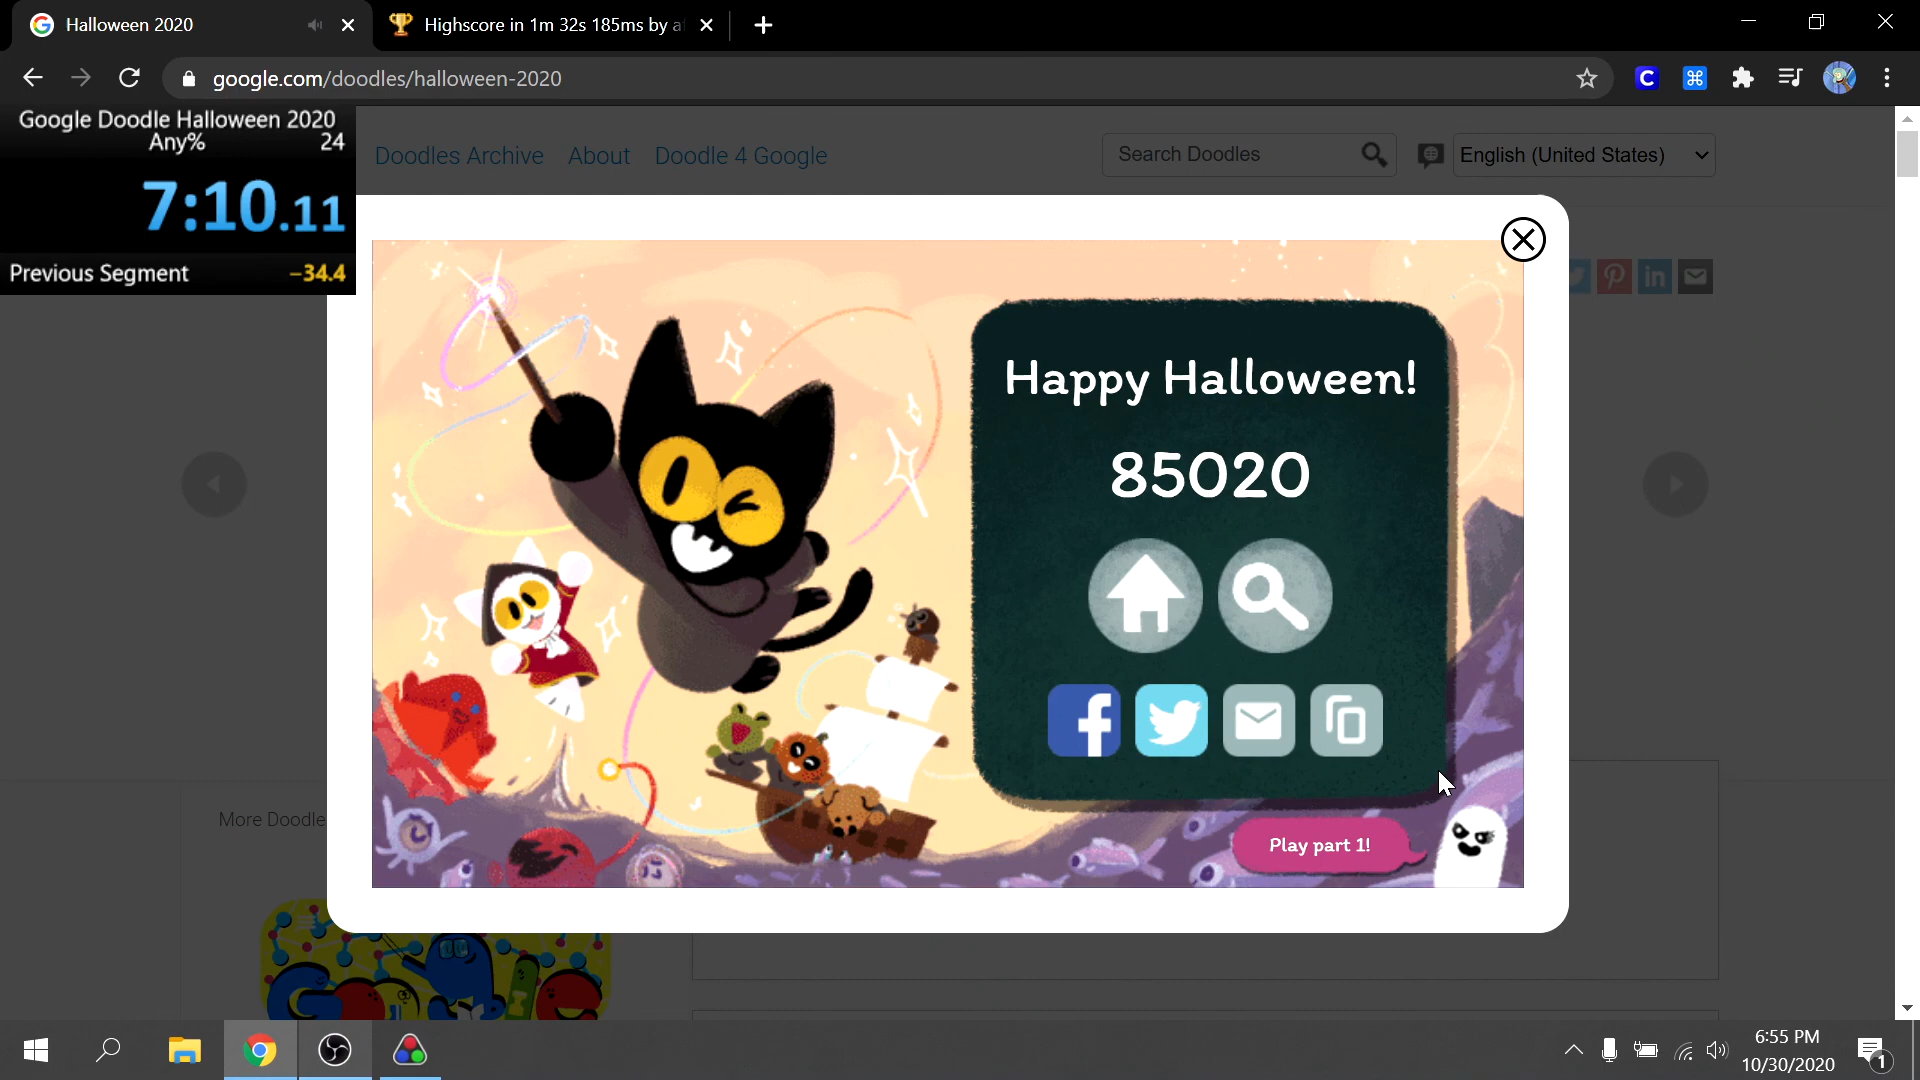 Halloween 2020
Highscore in 1m 32s 185ms by a
google.com/doodles/halloween-2020
Google Doodle Halloween 2020
Any% 24
7:10.11
Previous Segment -34.4
Doodles Archive About Doodle 4 Google
Search Doodles
English (United States)
Happy Halloween!
85020
Play part 1!
More Doodle
6:55 PM
10/30/2020
1